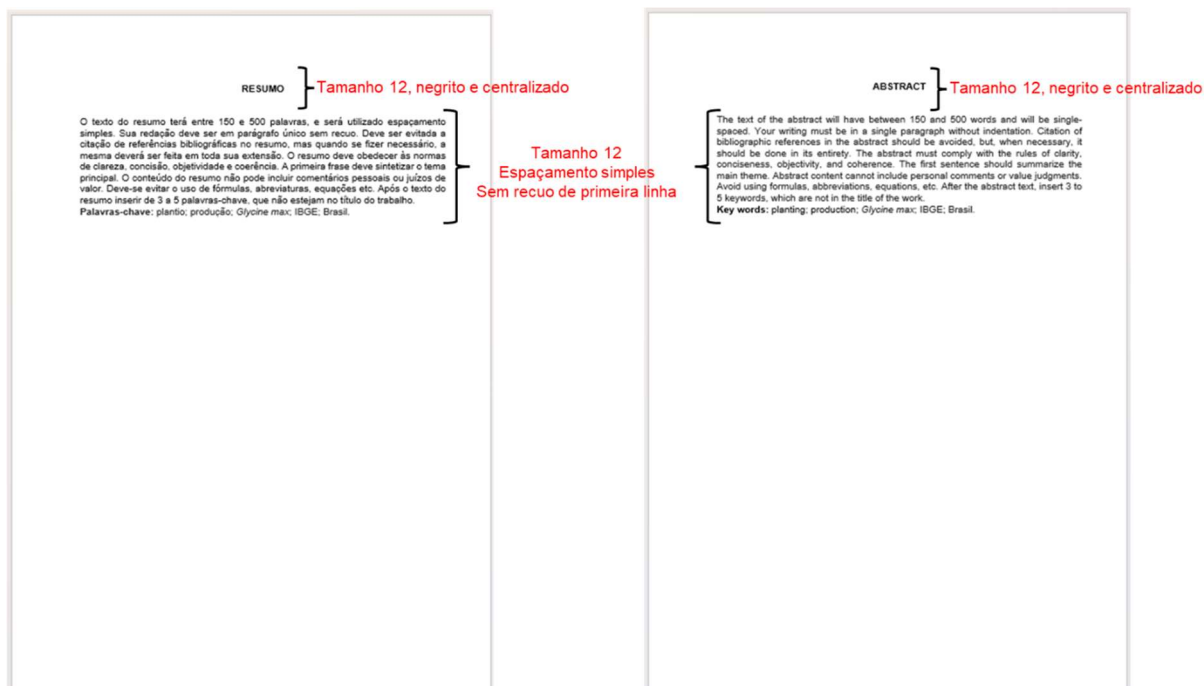 RESUMO
Tamanho 12, negrito e centralizado
O texto do resumo terá entre 150 e 500 palavras, e será utilizado espaçamento
simples. Sua redação deve ser em parágrafo único sem recuo. Deve ser evitada a
citação de referências bibliográficas no resumo, mas quando se fizer necessário, a
mesma deverá ser feita em toda sua extensão. O resumo deve obedecer às normas
de clareza, concisão, objetividade e coerência. A primeira frase deve sintetizar o tema
principal. O conteúdo do resumo não pode incluir comentários pessoais ou juízos de
valor. Deve-se evitar o uso de fórmulas, abreviaturas, equações etc. Após o texto do
resumo inserir de 3 a 5 palavras-chave, que não estejam no título do trabalho.
Palavras-chave: plantio; produção; Glycine max; IBGE; Brasil.
Tamanho 12
Espaçamento simples
Sem recuo de primeira linha
ABSTRACT
Tamanho 12, negrito e centralizado
The text of the abstract will have between 150 and 500 words and will be single-
spaced. Your writing must be in a single paragraph without indentation. Citation of
bibliographic references in the abstract should be avoided, but, when necessary, it
should be done in its entirety. The abstract must comply with the rules of clarity,
conciseness, objectivity, and coherence. The first sentence should summarize the
main theme. Abstract content cannot include personal comments or value judgments.
Avoid using formulas, abbreviations, equations, etc. After the abstract text, insert 3 to
5 keywords, which are not in the title of the work.
Key words: planting; production; Glycine max; IBGE; Brasil.